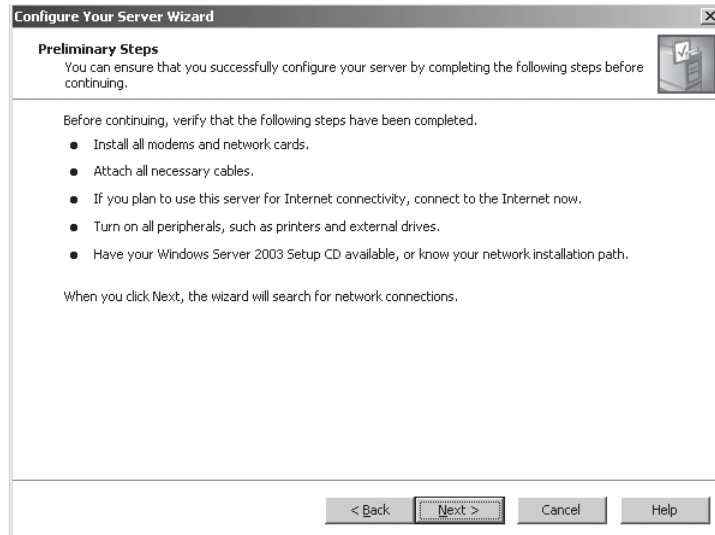 Configure Your Server Wizard
Preliminary Steps
You can ensure that you successfully configure your server by completing the following steps before
continuing.
Before continuing, verify that the following steps have been completed.
Install all modems and network cards.
Attach all necessary cables.
If you plan to use this server for Internet connectivity, connect to the Internet now.
Turn on all peripherals, such as printers and external drives.
Have your Windows Server 2003 Setup CD available, or know your network installation path.
When you click Next, the wizard will search for network connections.
< Back Next > Cancel Help